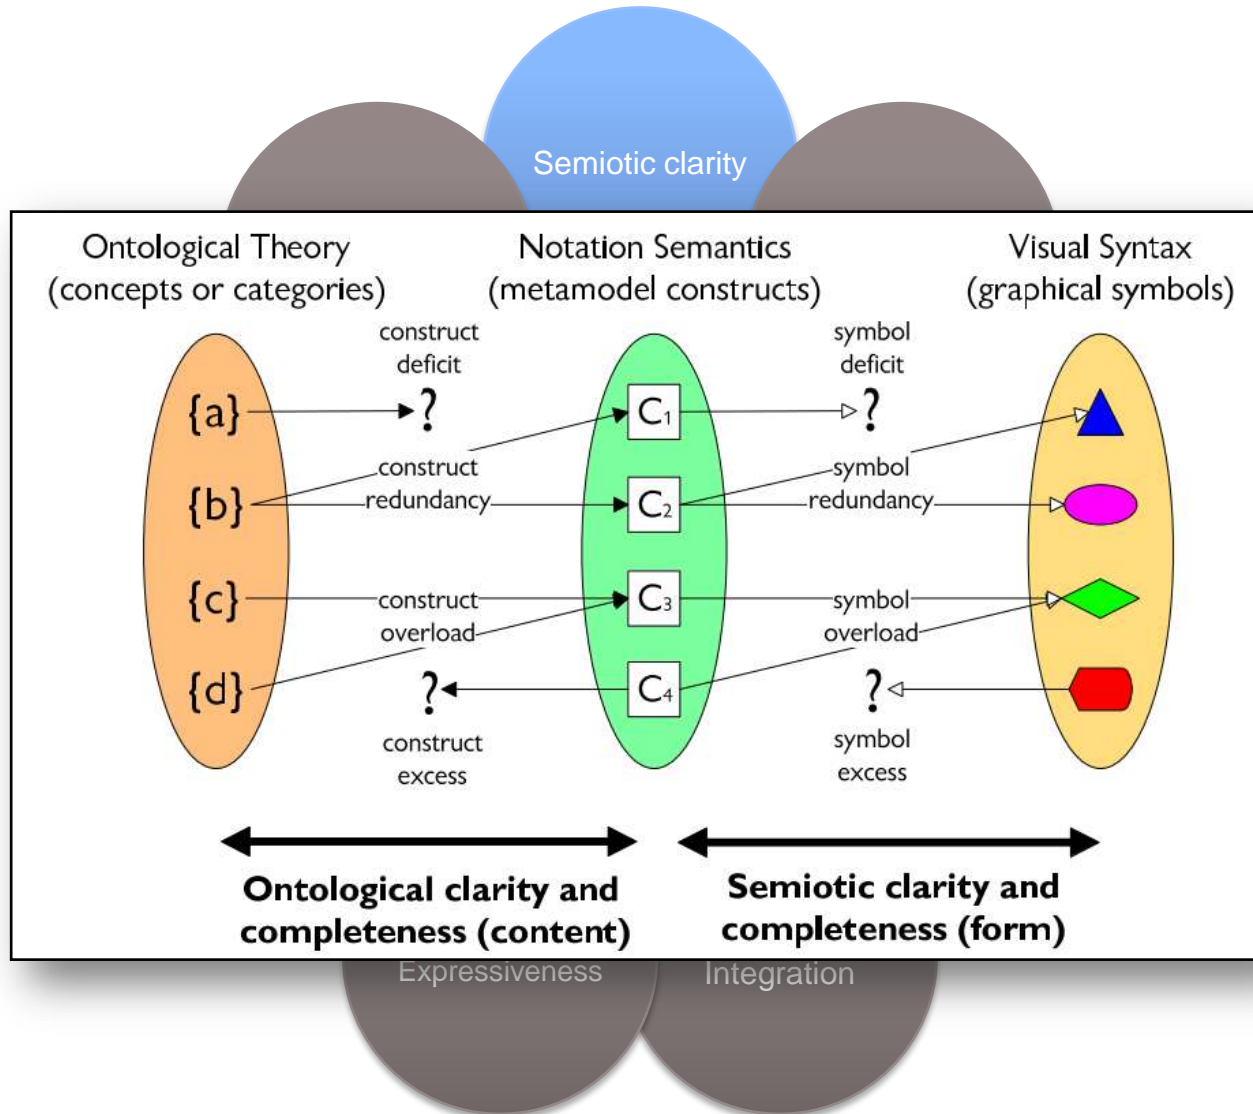 Semiotic clarity
Ontological Theory
(concepts or categories)
Notation Semantics
(metamodel constructs)
Visual Syntax
(graphical symbols)
construct
deficit
symbol
deficit
{a}
?
C1
?
construct
redundancy
symbol
redundancy
{b}
C2
{c}
construct
overload
C3
symbol
overload
{d}
?
C4
?
construct
excess
symbol
excess
Ontological clarity and
completeness (content)
Semiotic clarity and
completeness (form)
Expressiveness
Integration